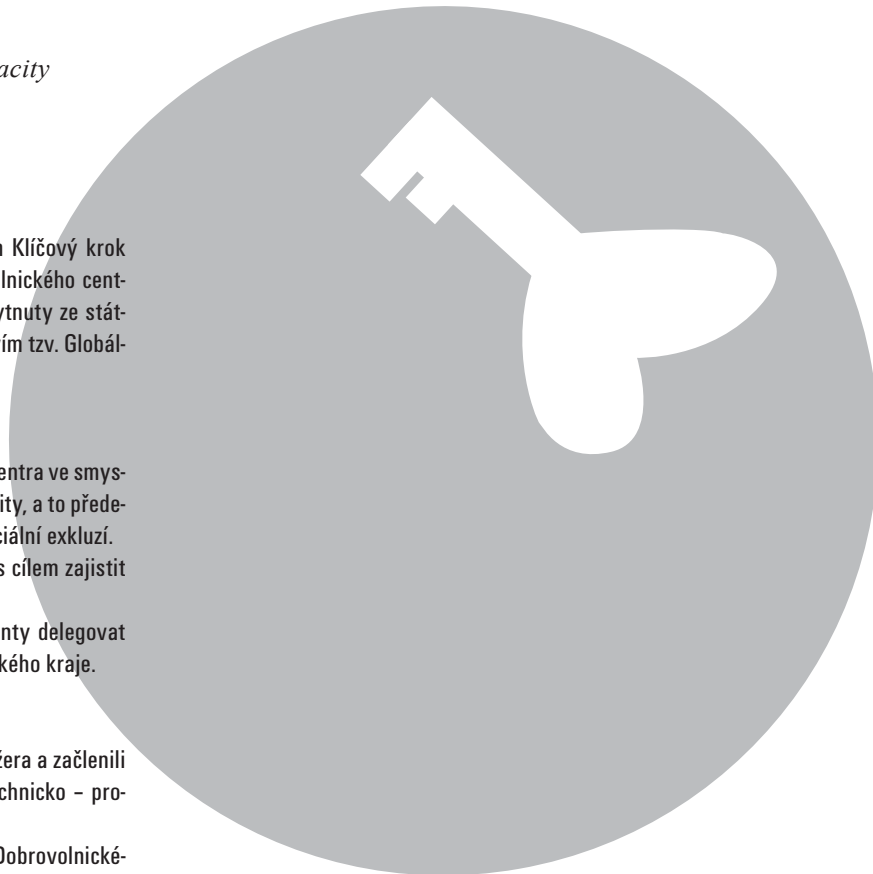 acity
Klíčový krok
lnického cent-
ytnuty ze stát-
ím tzv. Globál-
entra ve smys-
ity, a to přede-
ciální exkluzí.
s cílem zajistit
nty delegovat
kého kraje.
žera a začlenili
chnicko – pro-
Dobrovolnické-